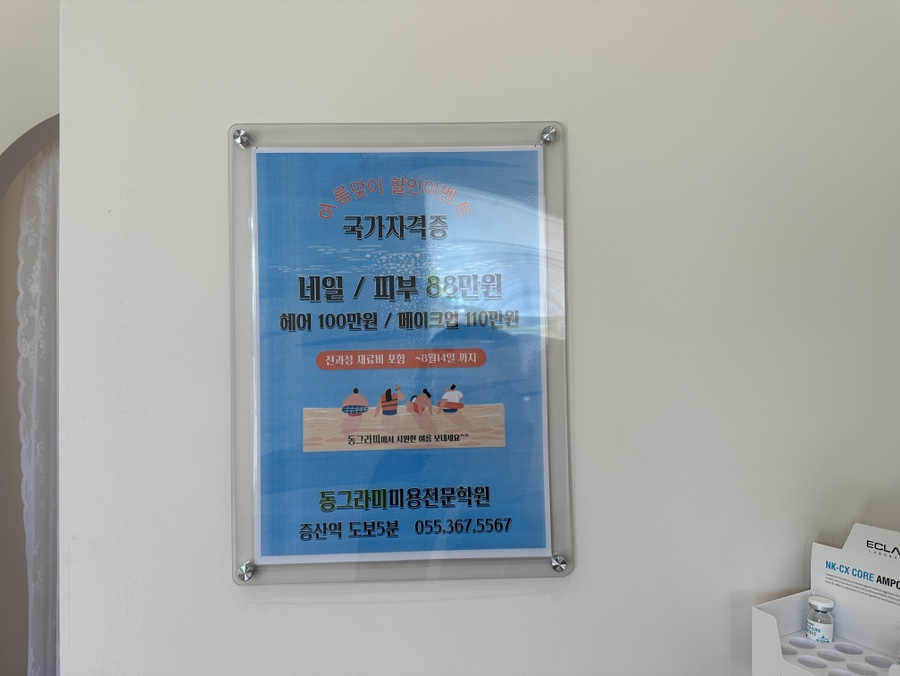 여름맞이 할인이벤트
국가자격증
네일 / 피부 88만원
헤어 100만원 / 메이크업 110만원
전과정 재료비 포함 ~8월14일 까지
동그라미에서 시원한 여름 보내세요^^
동그라미미용전문학원
증산역 도보5분 055.367.5567
NK-CX CORE